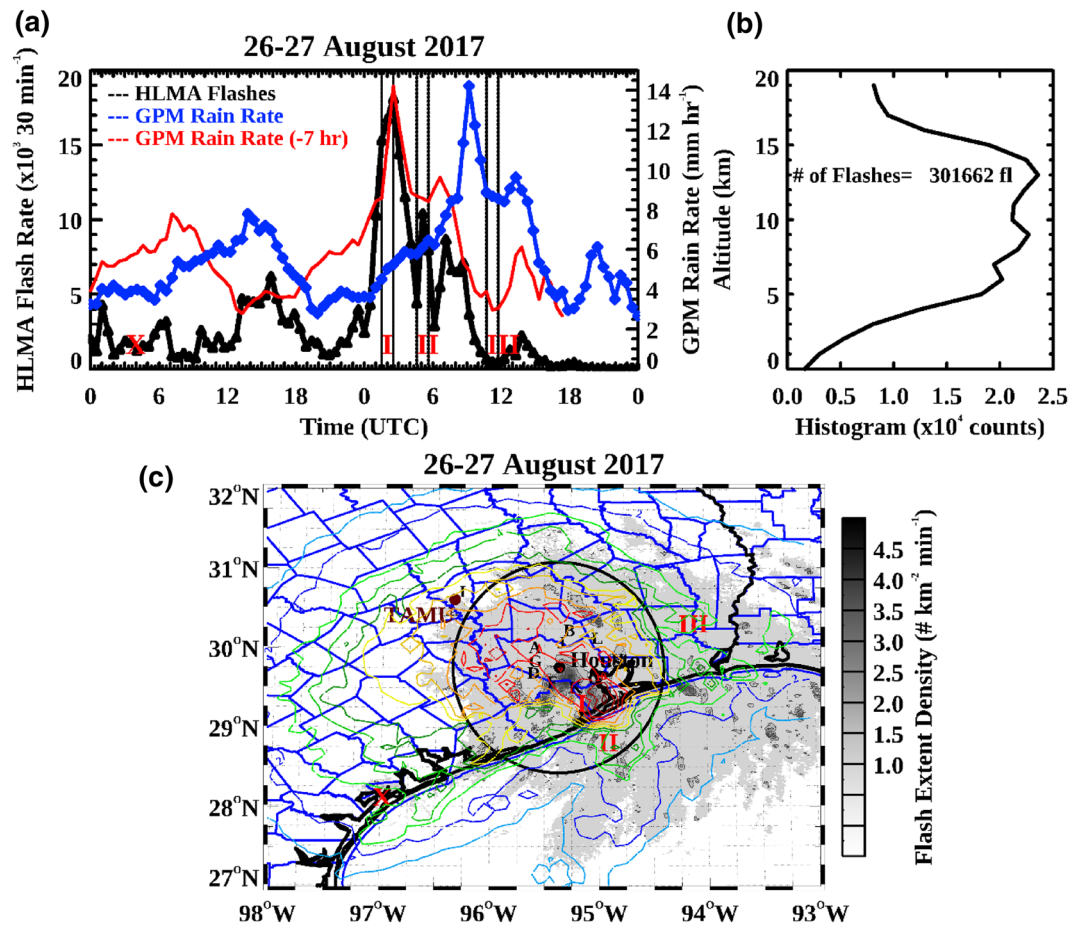 (a)
26-27 August 2017
HLMA Flash Rate (x10³ 30 min⁻¹)
20
15
10
5
0
--- HLMA Flashes
--- GPM Rain Rate
--- GPM Rain Rate (-7 hr)
X
I
II
III
14
12
10
8
6
4
2
0
GPM Rain Rate (mm hr⁻¹)
0 6 12 18 0 6 12 18 0
Time (UTC)
(b)
Altitude (km)
20
15
10
5
0
# of Flashes= 301662 fl
0.0 0.5 1.0 1.5 2.0 2.5
Histogram (x10⁴ counts)
(c)
26-27 August 2017
32°N
31°N
30°N
29°N
28°N
27°N
2
TAMU
B
L
A
G
Houston
I
II
III
X
98°W 97°W 96°W 95°W 94°W 93°W
4.5
4.0
3.5
3.0
2.5
2.0
1.5
1.0
Flash Extent Density (# km⁻² min⁻¹)